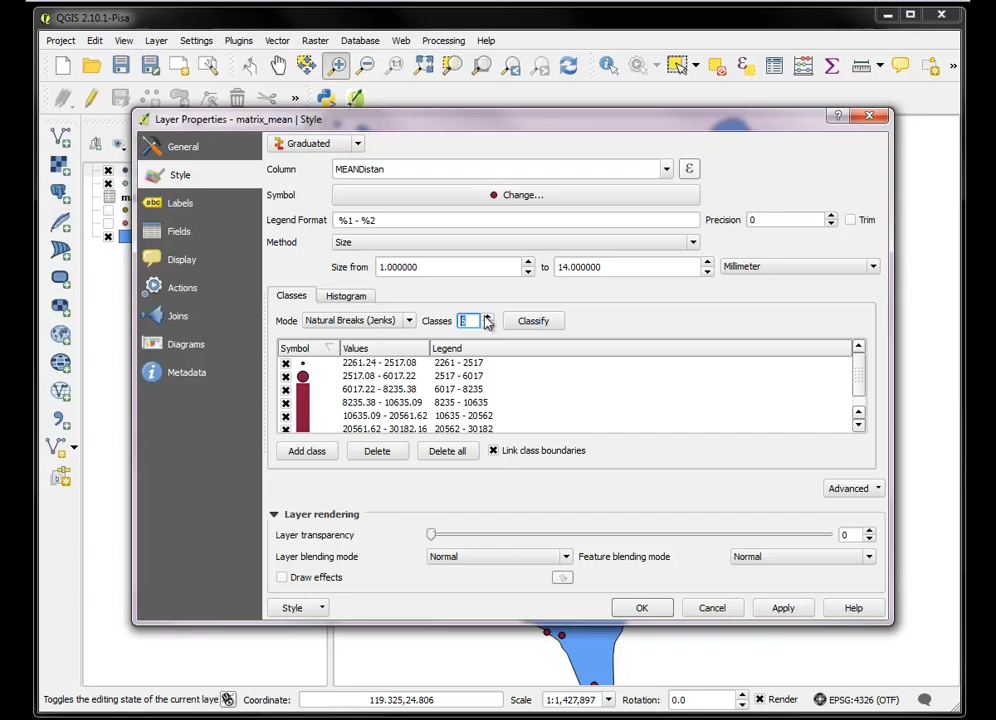 QGIS 2.10.1-Pisa
Project Edit View Layer Settings Plugins Vector Raster Database Web Processing Help
Layer Properties - matrix_mean | Style
General
Style
Labels
Fields
Display
Actions
Joins
Diagrams
Metadata
Graduated
Column MEANDistan
Symbol Change...
Legend Format %1 - %2 Precision 0 Trim
Method Size
Size from 1.000000 to 14.000000 Millimeter
Classes Histogram
Mode Natural Breaks (Jenks) Classes Classify
Symbol Values Legend
2261.24 - 2517.08 2261 - 2517
2517.08 - 6017.22 2517 - 6017
6017.22 - 8235.38 6017 - 8235
8235.38 - 10635.09 8235 - 10635
10635.09 - 20561.62 10635 - 20562
20561.62 - 30182.16 20562 - 30182
Add class Delete Delete all Link class boundaries
Advanced
Layer rendering
Layer transparency 0
Layer blending mode Normal Feature blending mode Normal
Draw effects
Style OK Cancel Apply Help
Toggles the editing state of the current laye Coordinate: 119.325,24.806 Scale 1:1,427,897 Rotation: 0.0 Render EPSG:4326 (OTF)